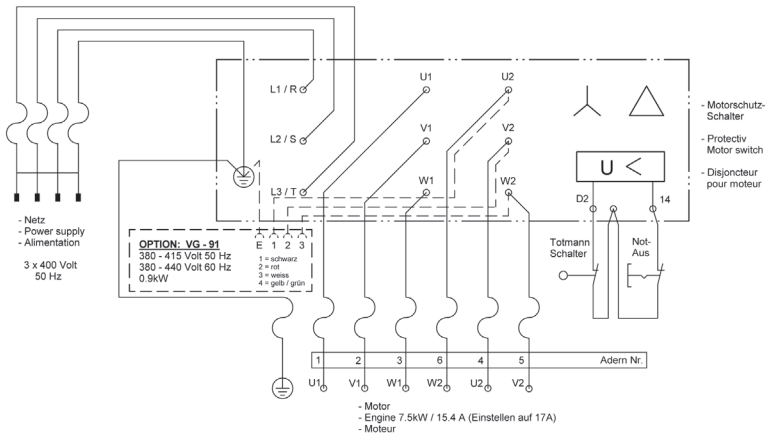 U1
U2
L1 / R
- Motorschutz-
Schalter
L2 / S
V1
V2
- Protectiv
Motor switch
U <
- Disjoncteur
pour moteur
L3 / T
W1
W2
D2
14
- Netz
- Power supply
- Alimentation
3 x 400 Volt
50 Hz
OPTION: VG - 91
380 - 415 Volt 50 Hz
380 - 440 Volt 60 Hz
0.9kW
E 1 2 3
1 = schwarz
2 = rot
3 = weiss
4 = gelb / grün
Totmann
Schalter
Not-
Aus
1 2 3 6 4 5 Adern Nr.
U1 V1 W1 W2 U2 V2
- Motor
- Engine 7.5kW / 15.4 A (Einstellen auf 17A)
- Moteur